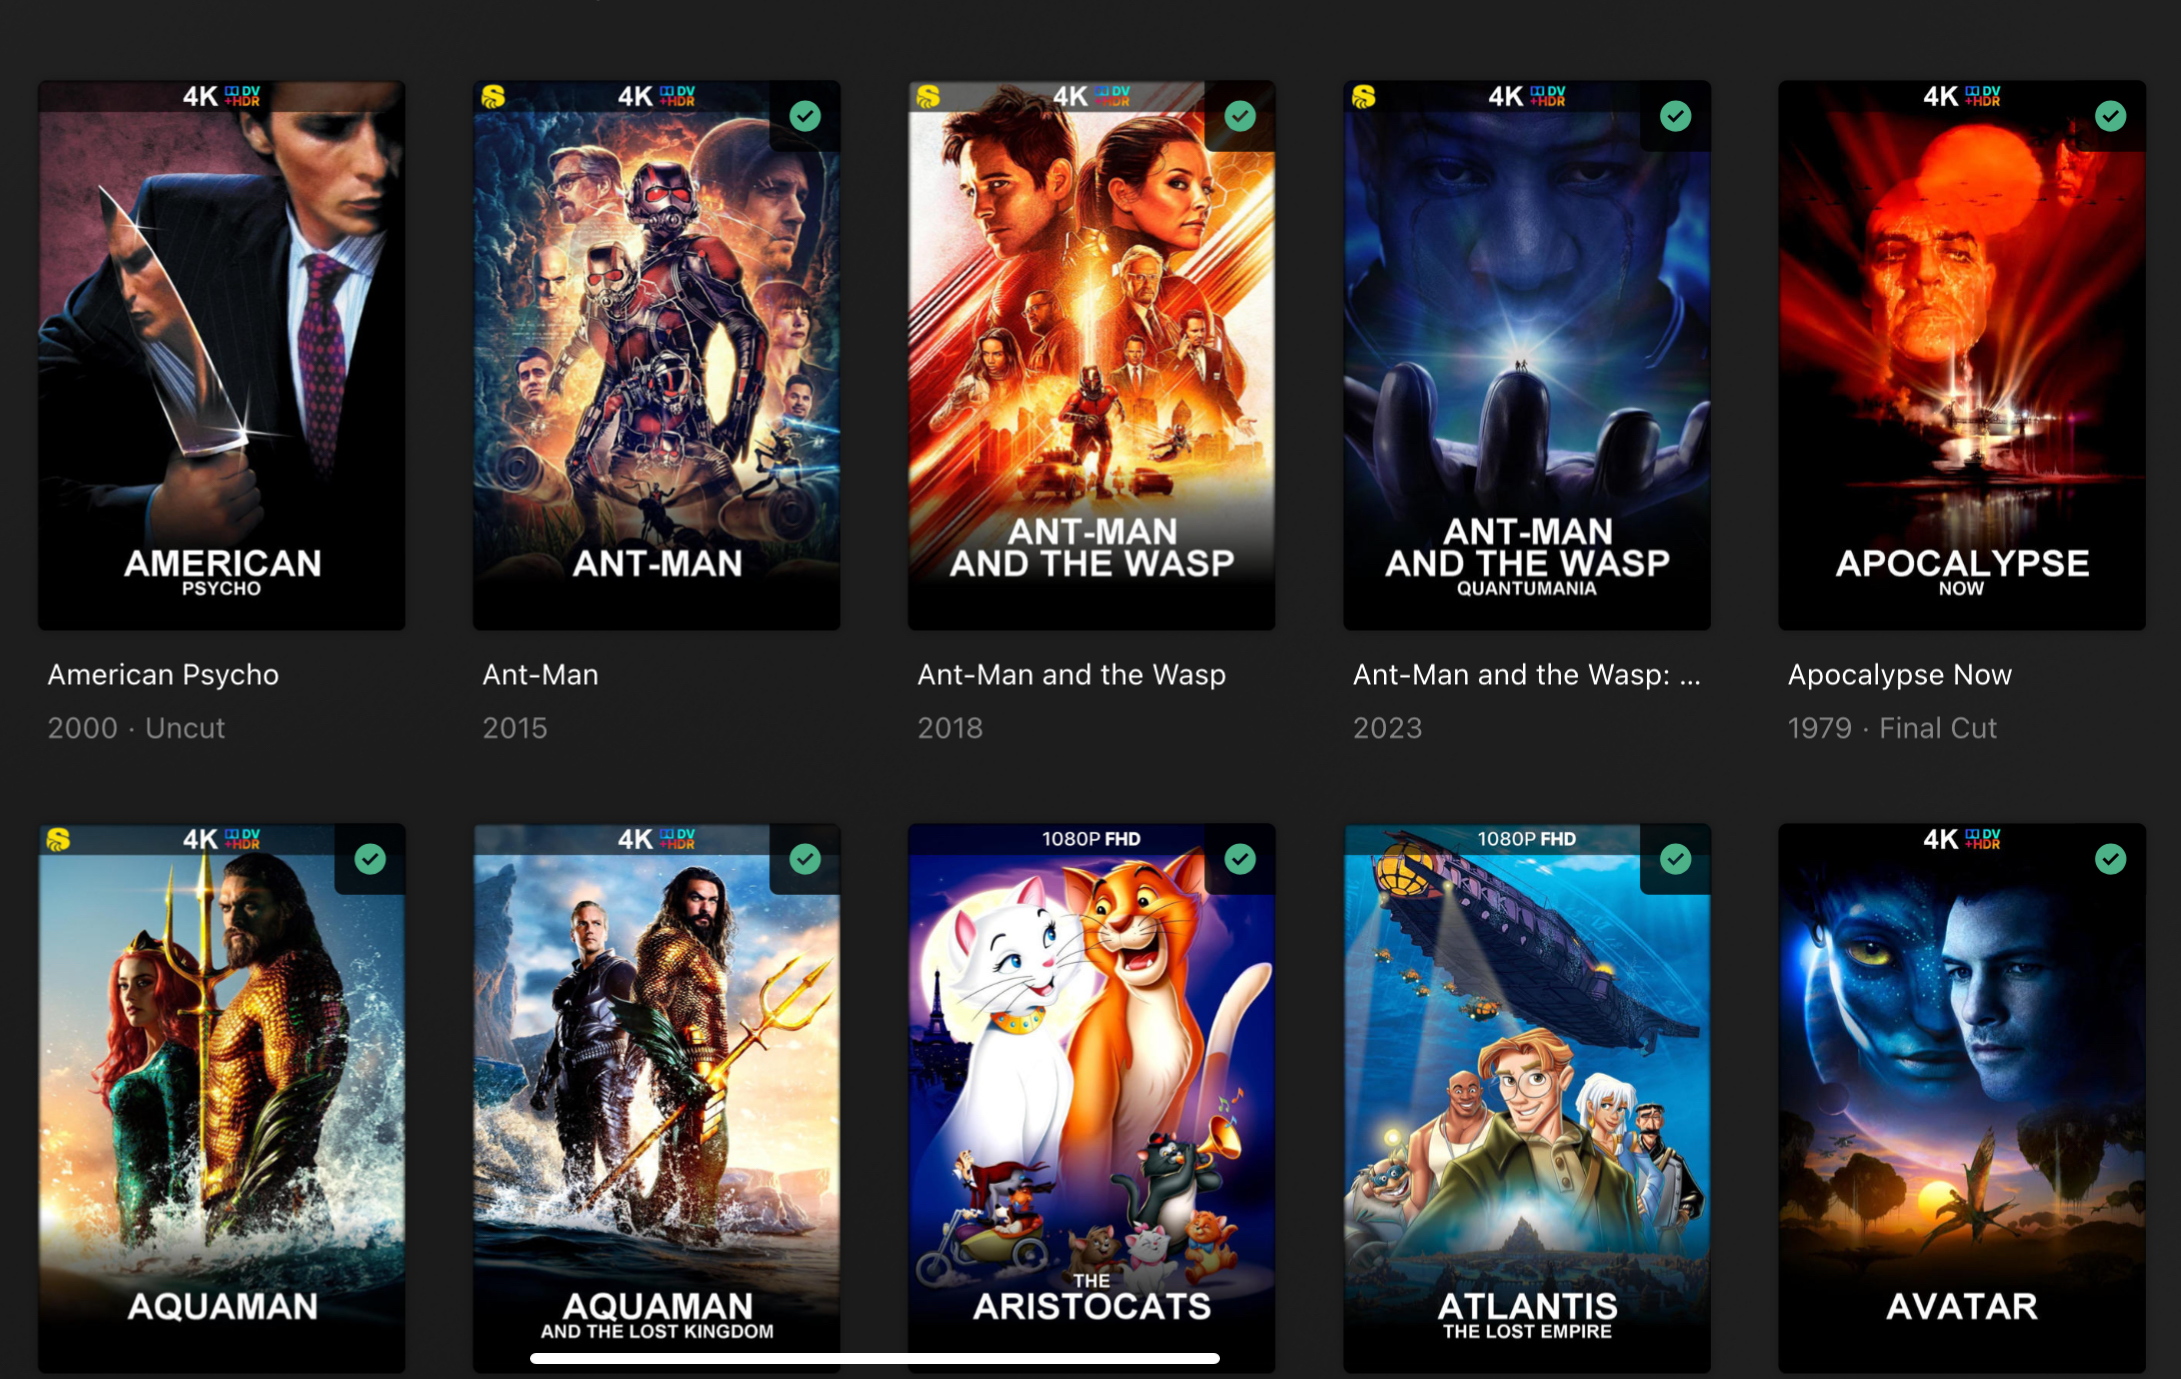 4K DV
+HDR
AMERICAN
PSYCHO
American Psycho
2000 · Uncut
S
4K DV
+HDR
ANT-MAN
Ant-Man
2015
S
4K DV
+HDR
ANT-MAN
AND THE WASP
Ant-Man and the Wasp
2018
S
4K DV
+HDR
ANT-MAN
AND THE WASP
QUANTUMANIA
Ant-Man and the Wasp: ...
2023
4K DV
+HDR
APOCALYPSE
NOW
Apocalypse Now
1979 · Final Cut
S
4K DV
+HDR
AQUAMAN
4K DV
+HDR
AQUAMAN
AND THE LOST KINGDOM
1080P FHD
THE
ARISTOCATS
1080P FHD
ATLANTIS
THE LOST EMPIRE
4K DV
+HDR
AVATAR